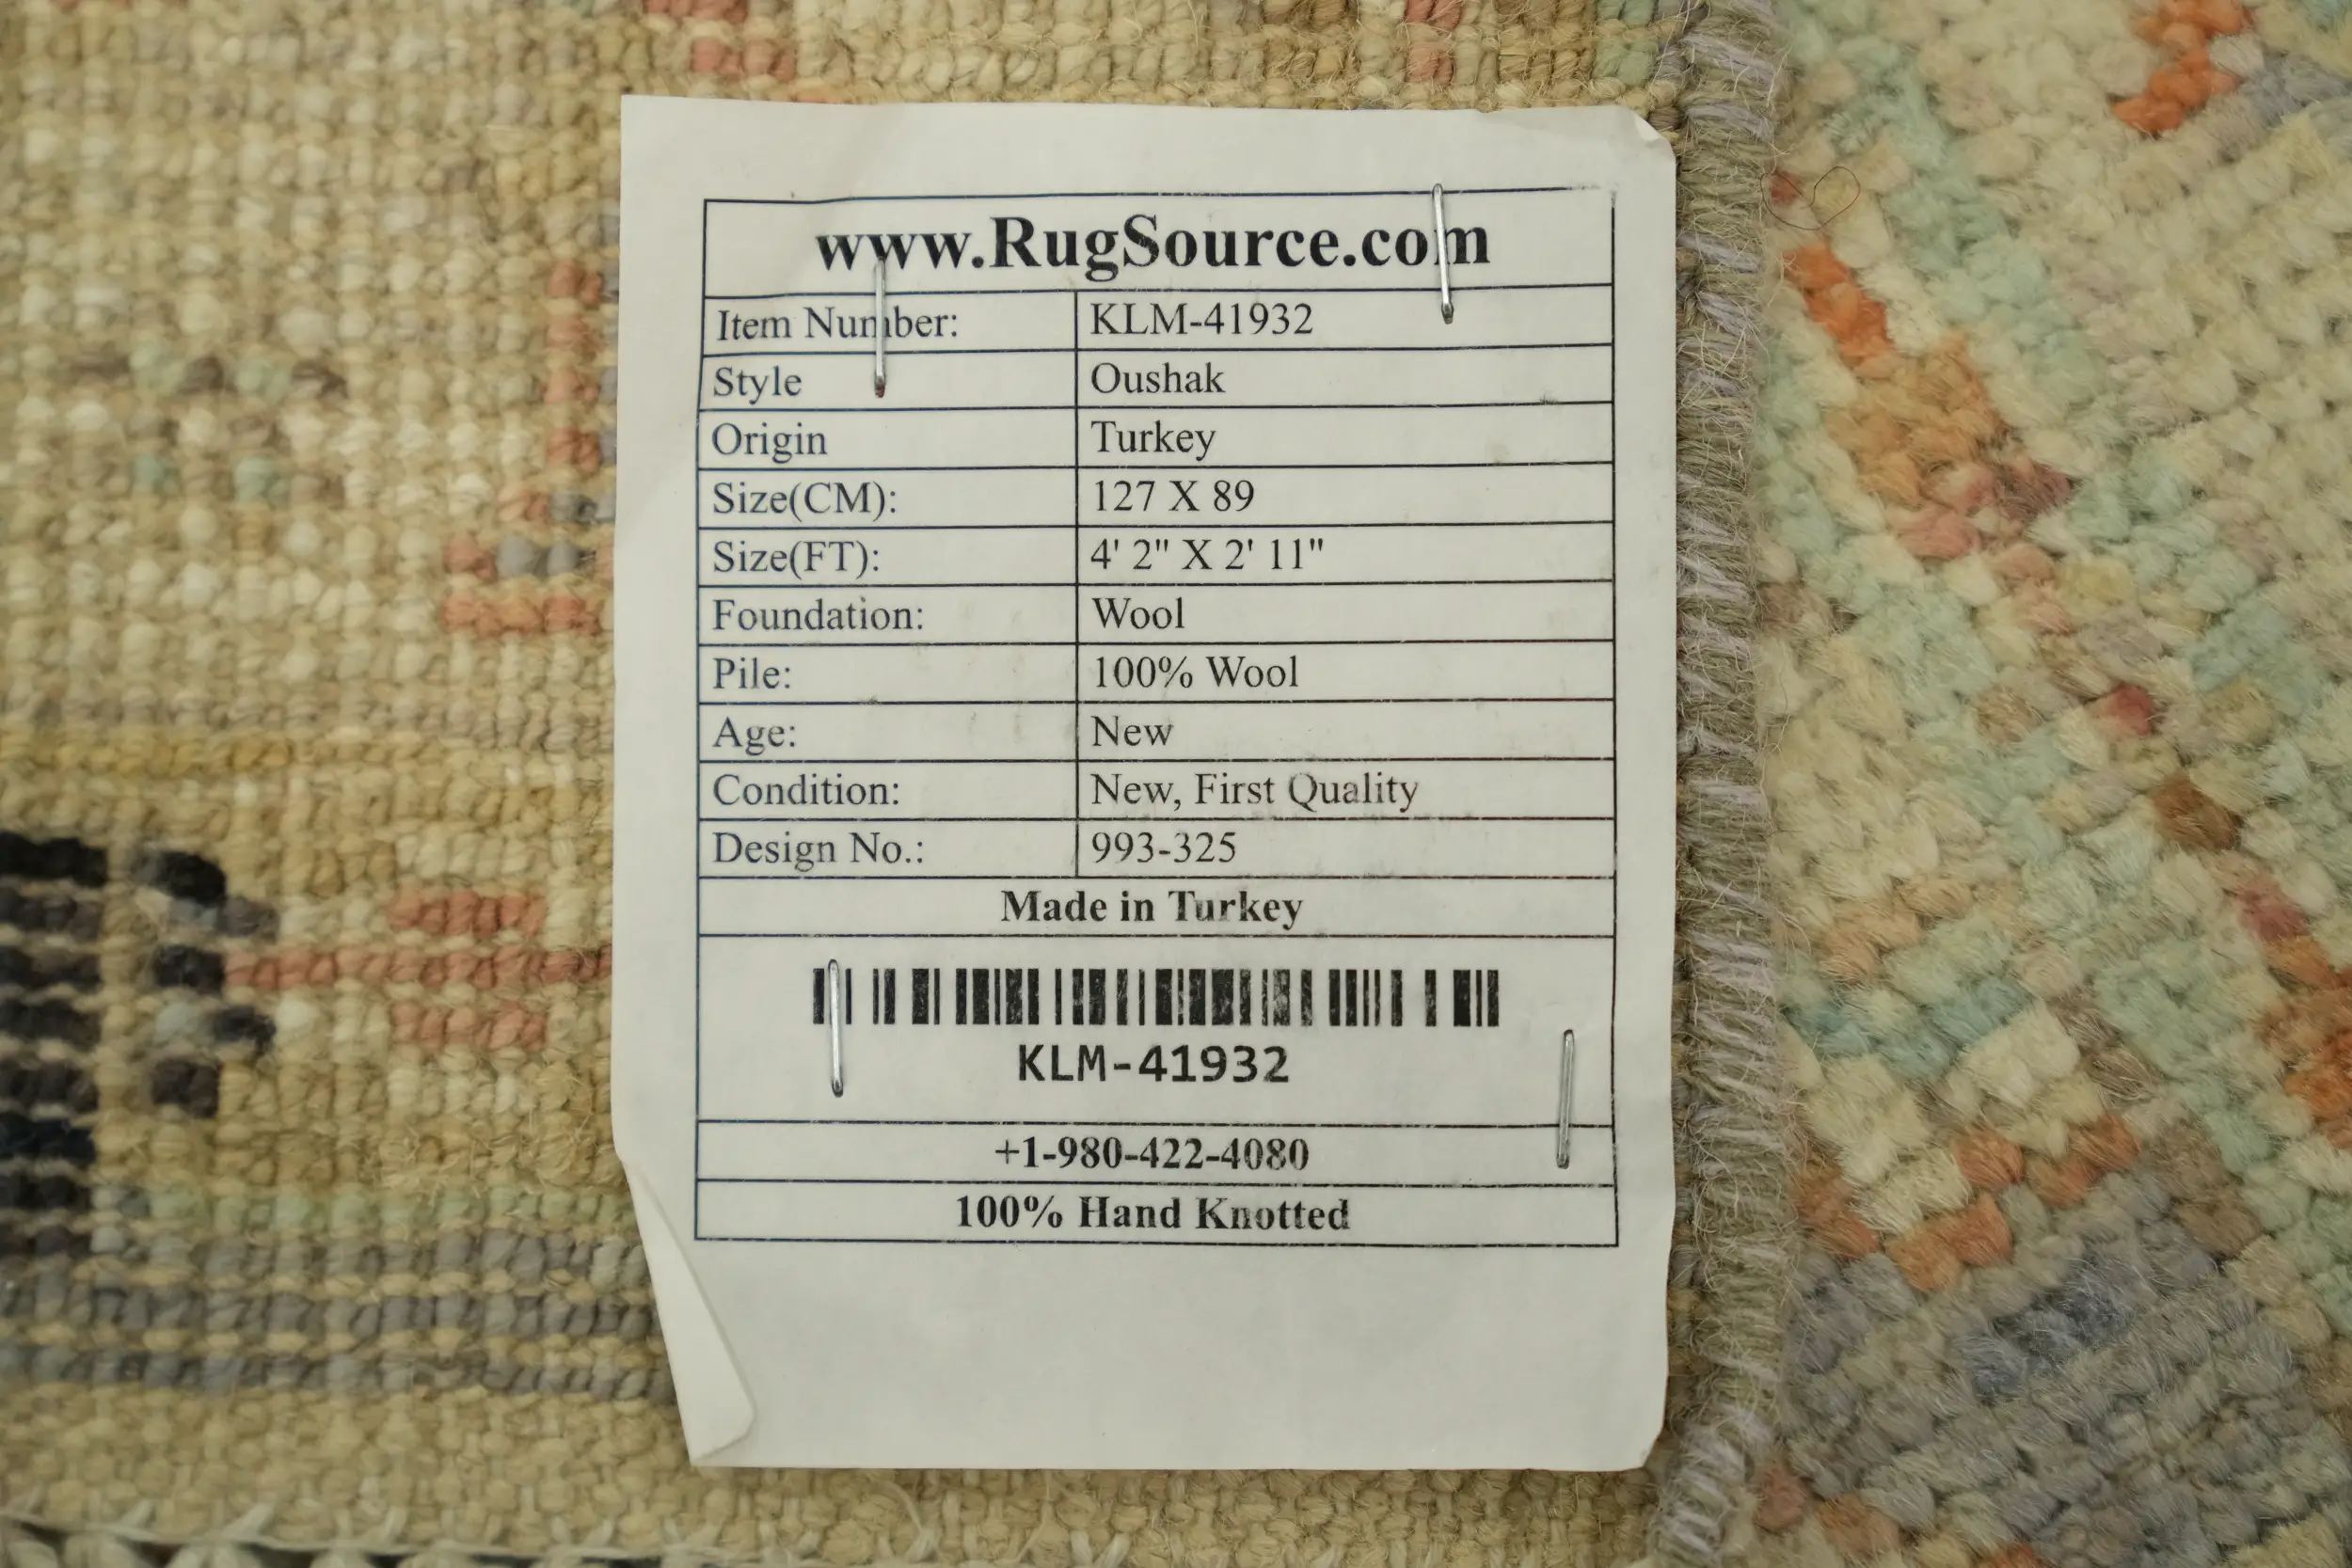 www.RugSource.com
Item Number: KLM-41932
Style Oushak
Origin Turkey
Size(CM): 127 X 89
Size(FT): 4' 2" X 2' 11"
Foundation: Wool
Pile: 100% Wool
Age: New
Condition: New, First Quality
Design No.: 993-325
Made in Turkey
KLM-41932
+1-980-422-4080
100% Hand Knotted